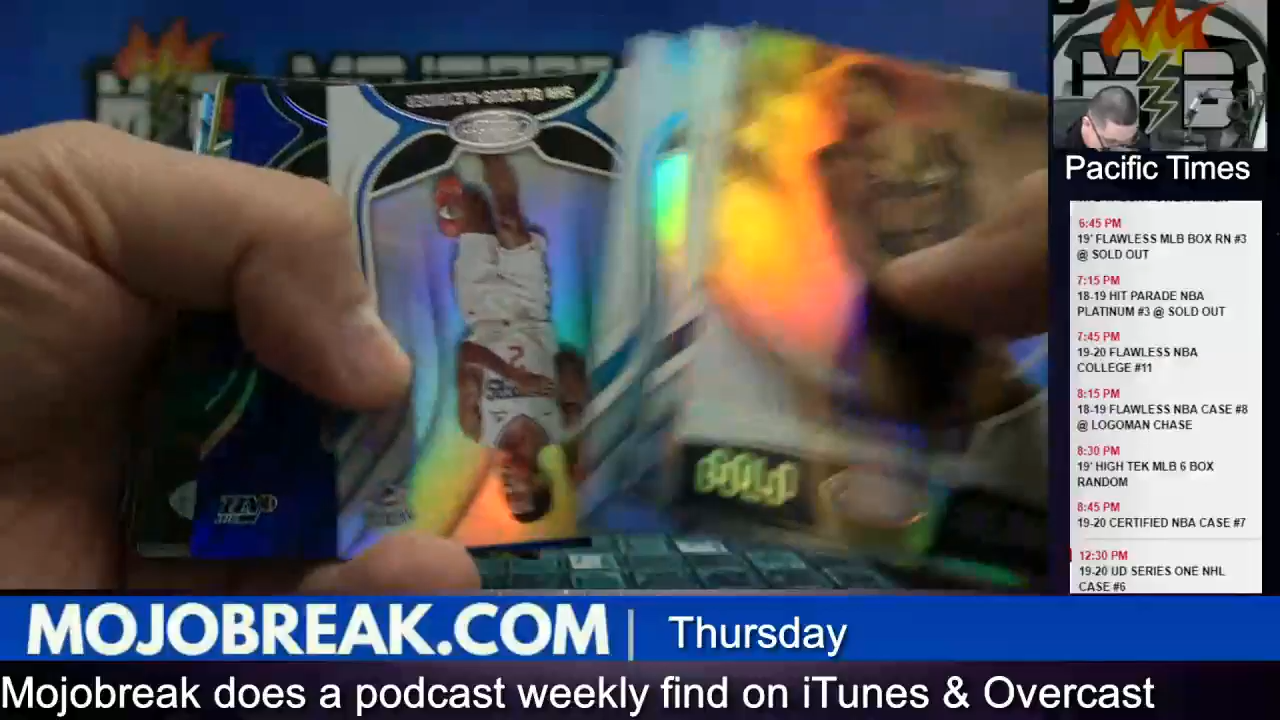 MB
Pacific Times
6:45 PM
19' FLAWLESS MLB BOX RN #3
@ SOLD OUT
7:15 PM
18-19 HIT PARADE NBA
PLATINUM #3 @ SOLD OUT
7:45 PM
19-20 FLAWLESS NBA
COLLEGE #11
8:15 PM
18-19 FLAWLESS NBA CASE #8
@ LOGOMAN CHASE
8:30 PM
19' HIGH TEK MLB 6 BOX
RANDOM
8:45 PM
19-20 CERTIFIED NBA CASE #7
12:30 PM
19-20 UD SERIES ONE NHL
CASE #6
MOJOBREAK.COM | Thursday
Mojobreak does a podcast weekly find on iTunes & Overcast